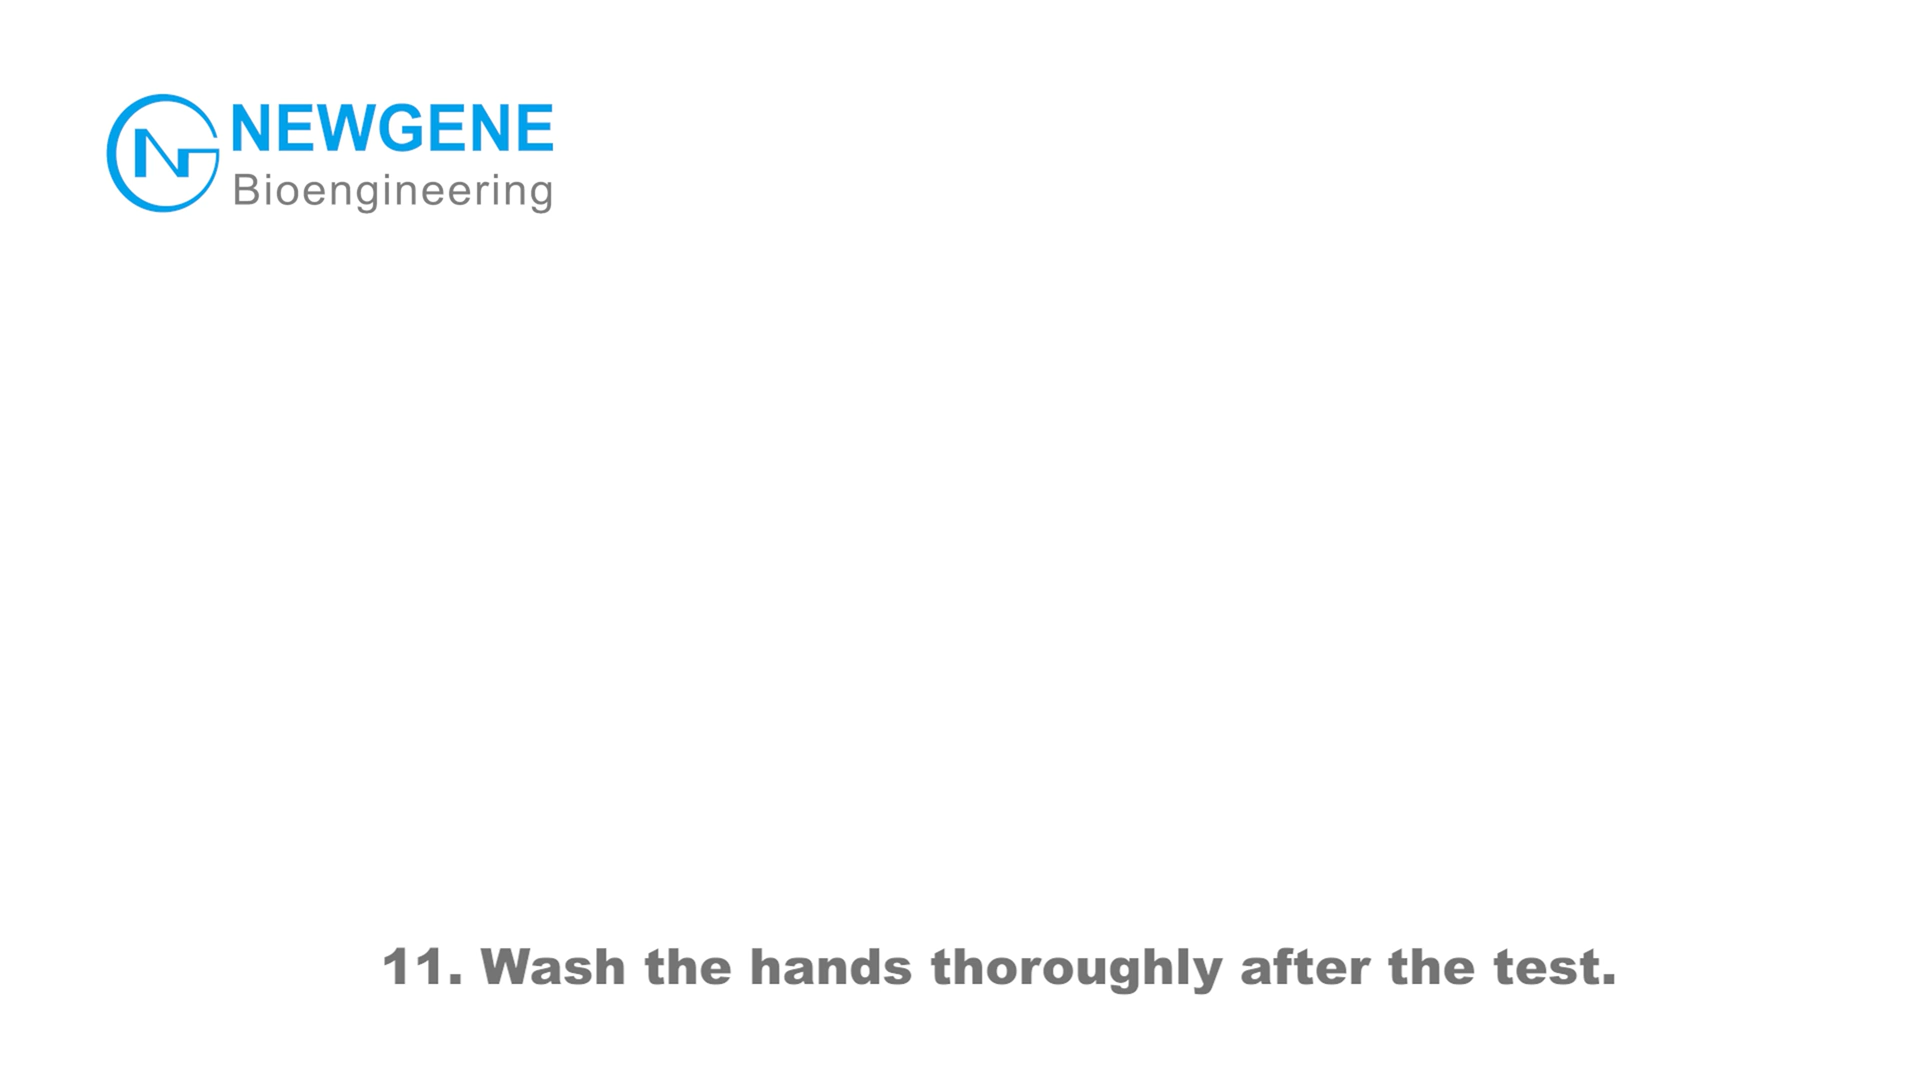 NEWGENE
Bioengineering
11. Wash the hands thoroughly after the test.